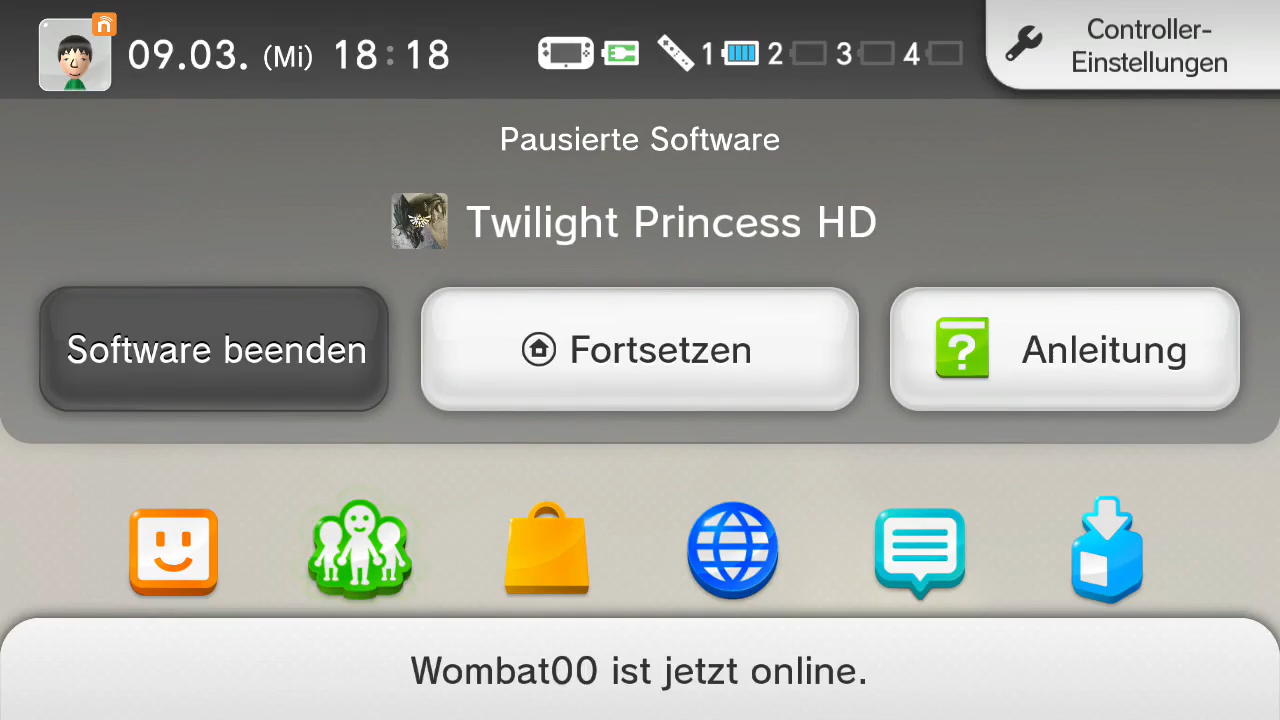 09.03. (Mi) 18:18
1 2 3 4
Controller-
Einstellungen
Pausierte Software
Twilight Princess HD
Software beenden
Fortsetzen
?
Anleitung
Wombat00 ist jetzt online.